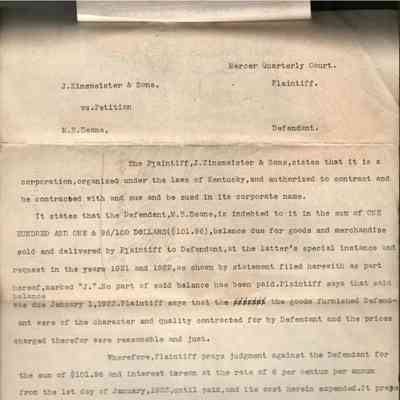 Mercer Quarterly Court.
J.Zinsmeister & Sons, Plaintiff.
vs.Petition
M.B.Deane, Defendant.
The Plaintiff,J.Zinsmeister & Sons,states that it is a
corporation,organized under the laws of Kentucky,and authorized to contract and
be contracted with and sue and be sued in its corporate name.
It states that the Defendant,M.B.Deane,is indebted to it in the sum of ONE
HUNDRED AND ONE & 96/100 DOLLARS($101.96),balance due for goods and merchandise
sold and delivered by Plaintiff to Defendant,at the latter's special instance and
request in the years 1921 and 1922,as shown by statement filed herewith as part
hereof,marked "J."No part of said balance has been paid.Plaintiff says that said
balance
was due January 1,1922.Plaintiff says that the the goods furnished Defend-
ant were of the character and quality contracted for by Defendant and the prices
charged therefor were reasonable and just.
Wherefore,Plaintiff prays judgment against the Defendant for
the sum of $101.96 and interest tereon at the rate of 6 per centum per annum
from the 1st day of January,1922,until paid,and its cost herein expended.It prays